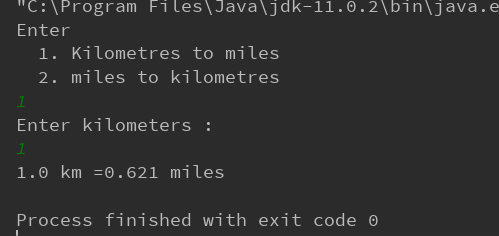 "C:\Program Files\Java\jdk-11.0.2\bin\java.e
Enter
1. Kilometres to miles
2. miles to kilometres
1
Enter kilometers :
1
1.0 km =0.621 miles
Process finished with exit code 0